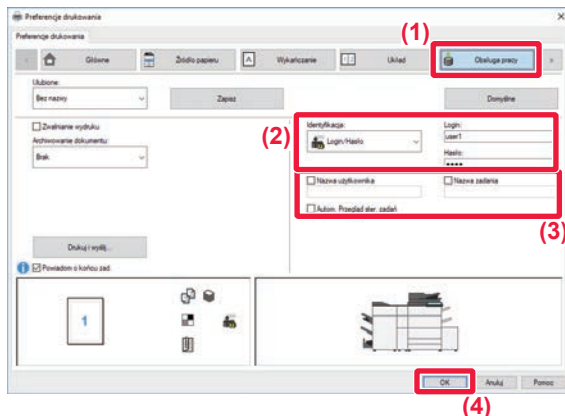 Preferencje drukowania
Preferencje drukowania
(1)
Główne
Źródło papieru
Wykańczanie
Układ
Obsługa pracy
Ulubione:
Bez nazwy
Zapisz
Domyślne
Zwalnianie wydruku
Archiwowanie dokumentu:
Brak
(2)
Identyfikacja:
Login/Hasło
Login:
user1
Hasło:
••••
Nazwa użytkownika
Nazwa zadania
Autom. Przegląd ster. zadań
(3)
Drukuj i wyślij...
Powiadom o końcu zad.
1
OK
Anuluj
Pomoc
(4)